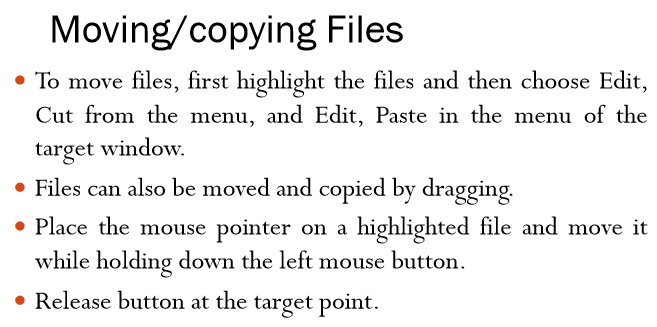 Moving/copying Files
• To move files, first highlight the files and then choose Edit,
Cut from the menu, and Edit, Paste in the menu of the
target window.
• Files can also be moved and copied by dragging.
• Place the mouse pointer on a highlighted file and move it
while holding down the left mouse button.
• Release button at the target point.